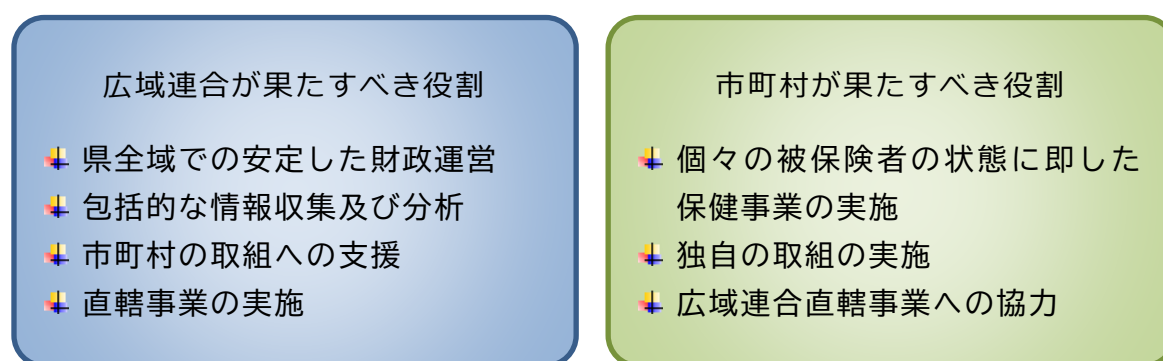 広域連合が果たすべき役割
県全域での安定した財政運営
包括的な情報収集及び分析
市町村の取組への支援
直轄事業の実施
市町村が果たすべき役割
個々の被保険者の状態に即した
保健事業の実施
独自の取組の実施
広域連合直轄事業への協力